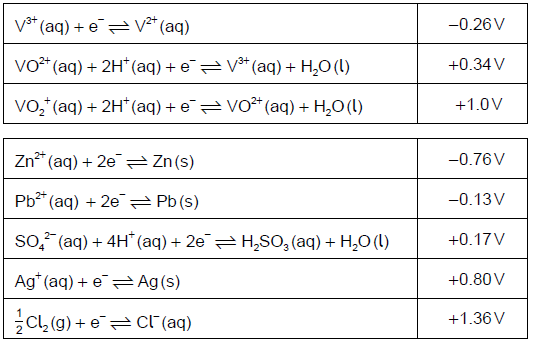 V³⁺(aq) + e⁻ ⇌ V²⁺(aq) −0.26 V
VO²⁺(aq) + 2H⁺(aq) + e⁻ ⇌ V³⁺(aq) + H₂O(l) +0.34 V
VO₂⁺(aq) + 2H⁺(aq) + e⁻ ⇌ VO²⁺(aq) + H₂O(l) +1.0 V
Zn²⁺(aq) + 2e⁻ ⇌ Zn(s) −0.76 V
Pb²⁺(aq) + 2e⁻ ⇌ Pb(s) −0.13 V
SO₄²⁻(aq) + 4H⁺(aq) + 2e⁻ ⇌ H₂SO₃(aq) + H₂O(l) +0.17 V
Ag⁺(aq) + e⁻ ⇌ Ag(s) +0.80 V
½Cl₂(g) + e⁻ ⇌ Cl⁻(aq) +1.36 V